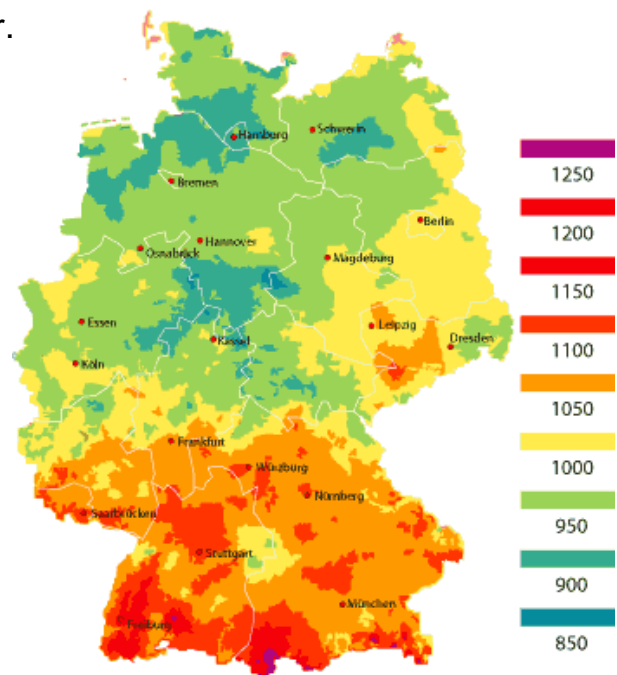 r.
Hamburg
Schwerin
Bremen
Berlin
Osnabrück
Hannover
Magdeburg
Essen
Kassel
Leipzig
Dresden
Köln
Frankfurt
Würzburg
Nürnberg
Saarbrücken
Stuttgart
München
Freiburg
1250
1200
1150
1100
1050
1000
950
900
850